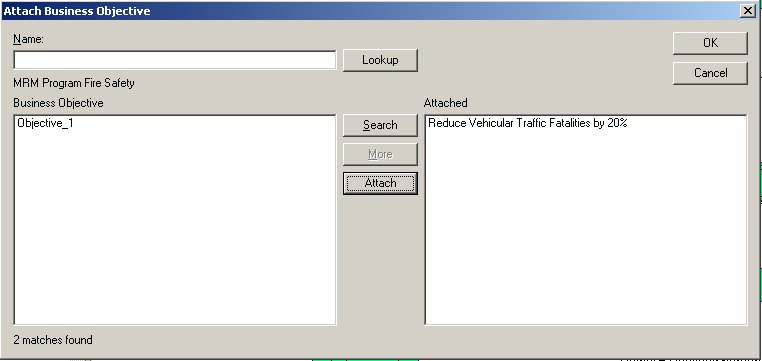 Attach Business Objective
Name:
Lookup
OK
Cancel
MRM Program Fire Safety
Business Objective
Attached
Objective_1
Search
More
Attach
Reduce Vehicular Traffic Fatalities by 20%
2 matches found